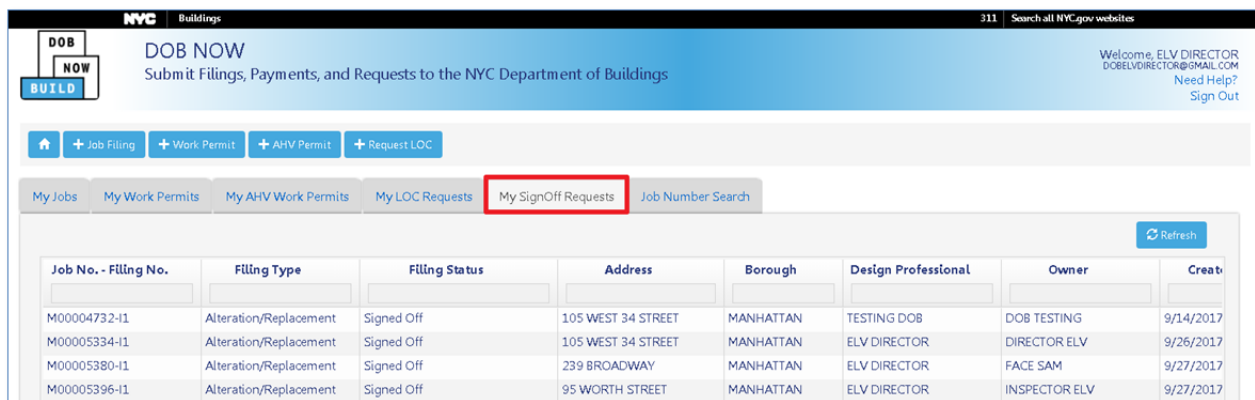 NYC Buildings 311 Search all NYC.gov websites
DOB
NOW
BUILD
DOB NOW
Submit Filings, Payments, and Requests to the NYC Department of Buildings
Welcome, ELV DIRECTOR
DOBELVDIRECTOR@GMAIL.COM
Need Help?
Sign Out
+ Job Filing + Work Permit + AHV Permit + Request LOC
My Jobs My Work Permits My AHV Work Permits My LOC Requests My SignOff Requests Job Number Search
Refresh
Job No. - Filing No. Filing Type Filing Status Address Borough Design Professional Owner Create
M00004732-I1 Alteration/Replacement Signed Off 105 WEST 34 STREET MANHATTAN TESTING DOB DOB TESTING 9/14/2017
M00005334-I1 Alteration/Replacement Signed Off 105 WEST 34 STREET MANHATTAN ELV DIRECTOR DIRECTOR ELV 9/26/2017
M00005380-I1 Alteration/Replacement Signed Off 239 BROADWAY MANHATTAN ELV DIRECTOR FACE SAM 9/27/2017
M00005396-I1 Alteration/Replacement Signed Off 95 WORTH STREET MANHATTAN ELV DIRECTOR INSPECTOR ELV 9/27/2017